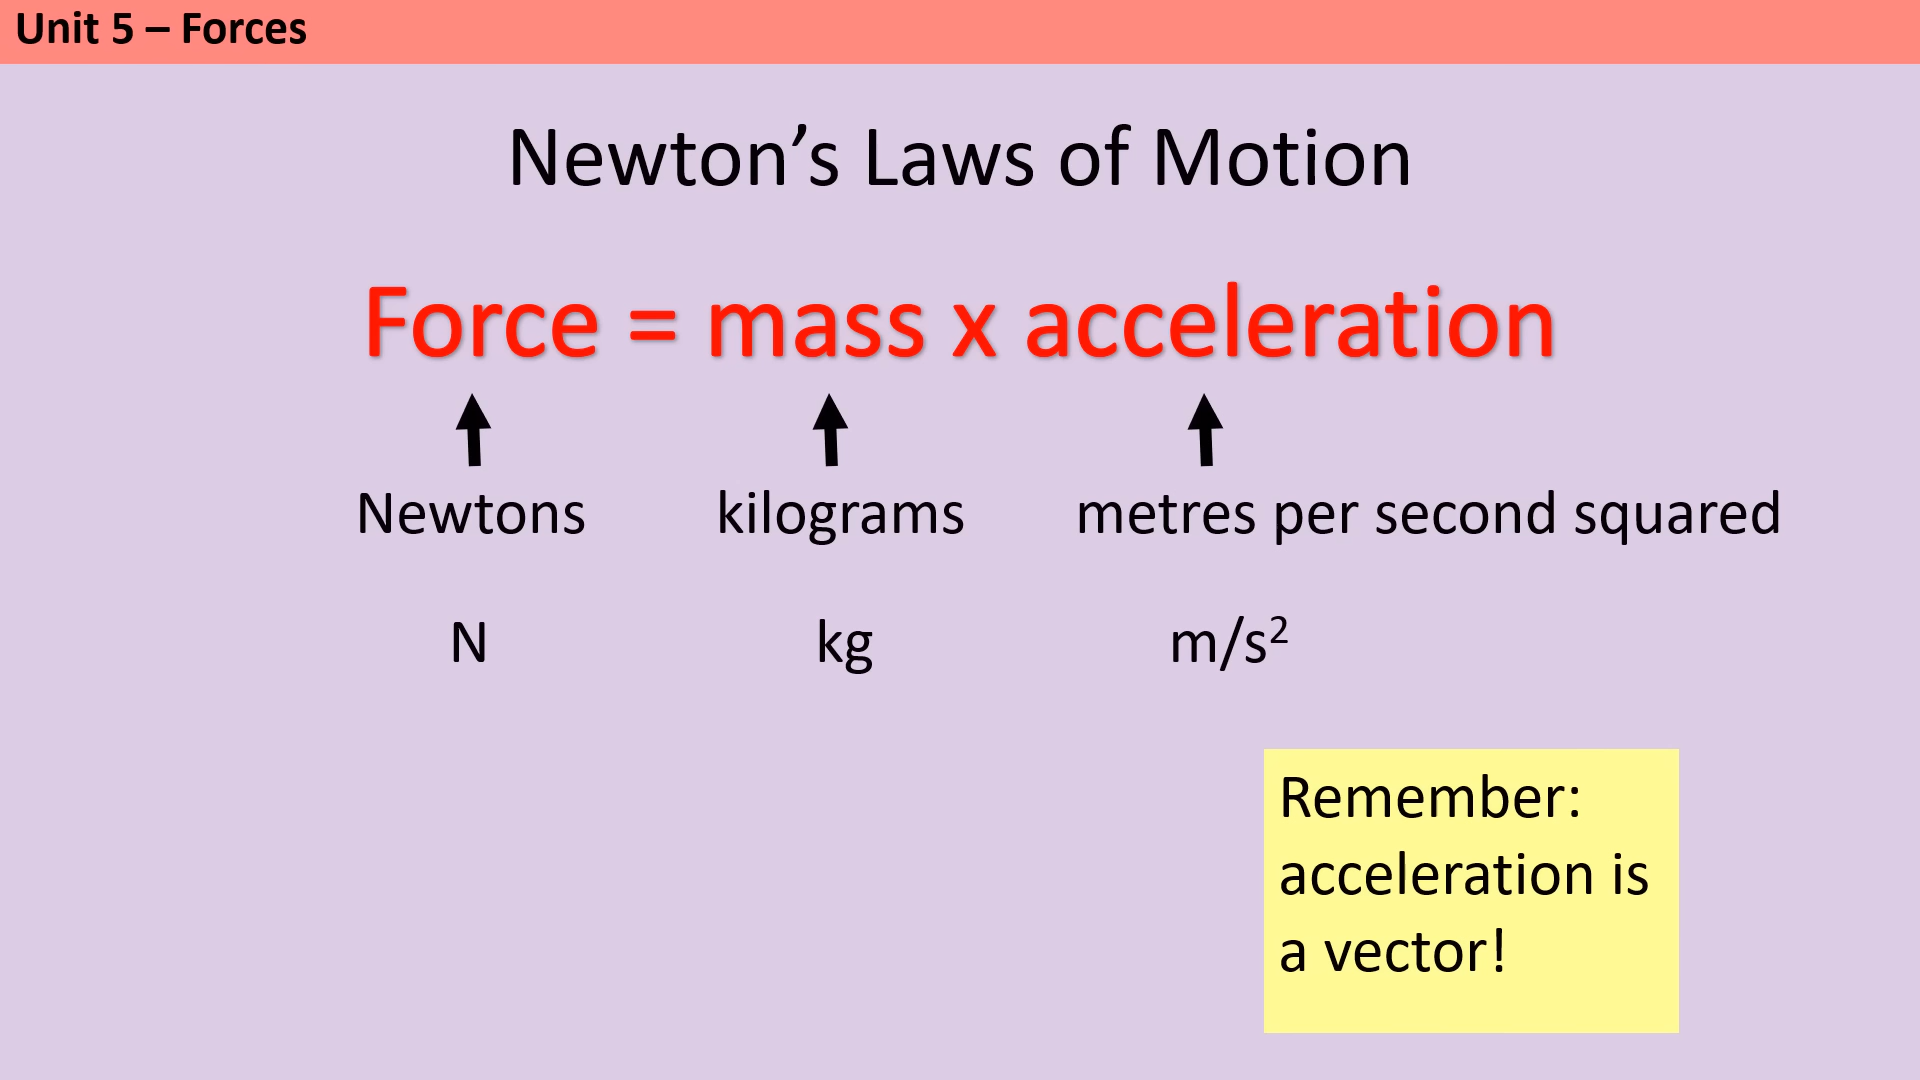 Unit 5 – Forces
Newton’s Laws of Motion
Force = mass x acceleration
Newtons kilograms metres per second squared
N kg m/s²
Remember:
acceleration is
a vector!